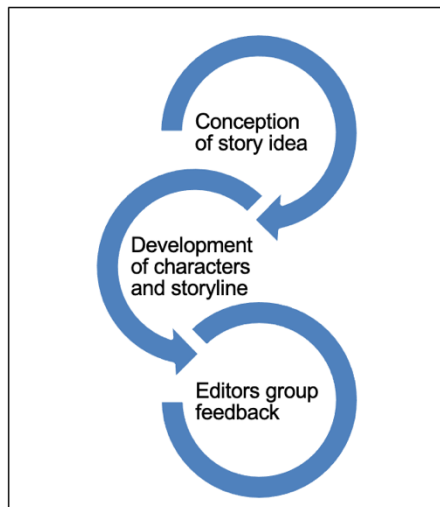 Conception
of story idea
Development
of characters
and storyline
Editors group
feedback